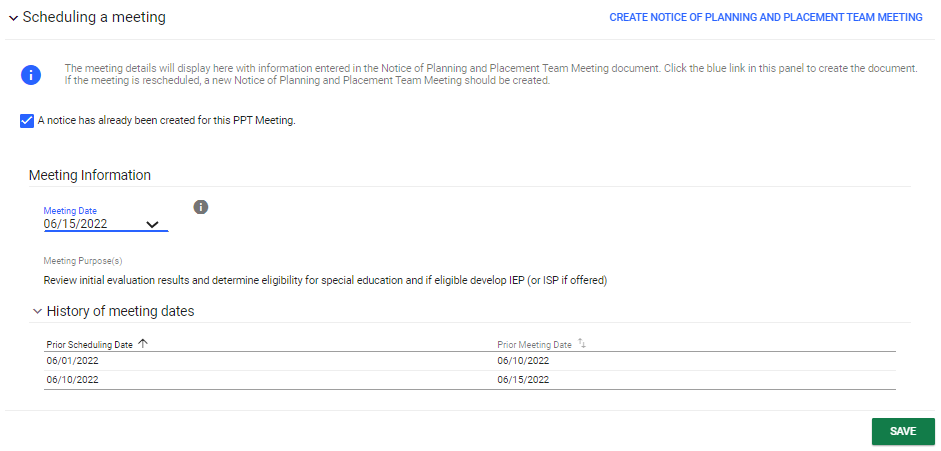 Scheduling a meeting
CREATE NOTICE OF PLANNING AND PLACEMENT TEAM MEETING
The meeting details will display here with information entered in the Notice of Planning and Placement Team Meeting document. Click the blue link in this panel to create the document.
If the meeting is rescheduled, a new Notice of Planning and Placement Team Meeting should be created.
A notice has already been created for this PPT Meeting.
Meeting Information
Meeting Date
06/15/2022
Meeting Purpose(s)
Review initial evaluation results and determine eligibility for special education and if eligible develop IEP (or ISP if offered)
History of meeting dates
Prior Scheduling Date Prior Meeting Date
06/01/2022 06/10/2022
06/10/2022 06/15/2022
SAVE